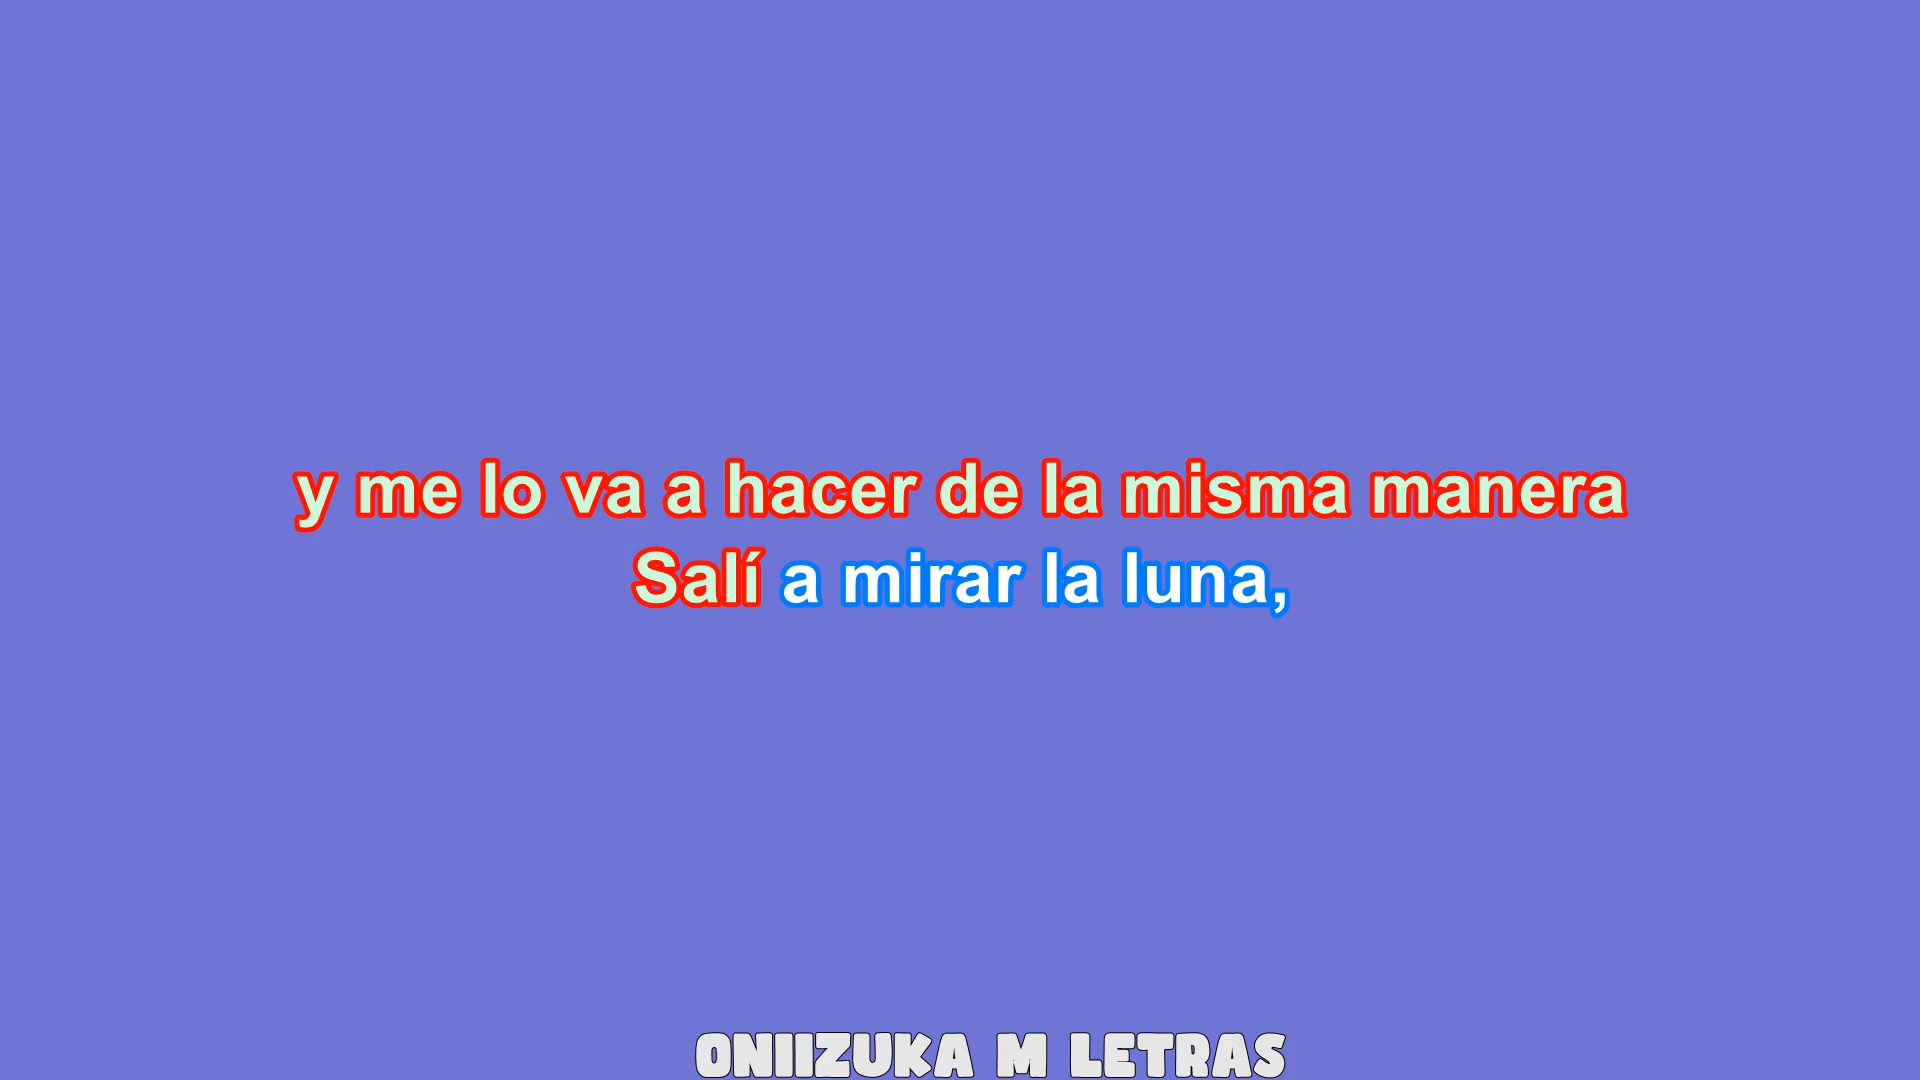 y me lo va a hacer de la misma manera
Salí a mirar la luna,
ONIIZUKA M LETRAS